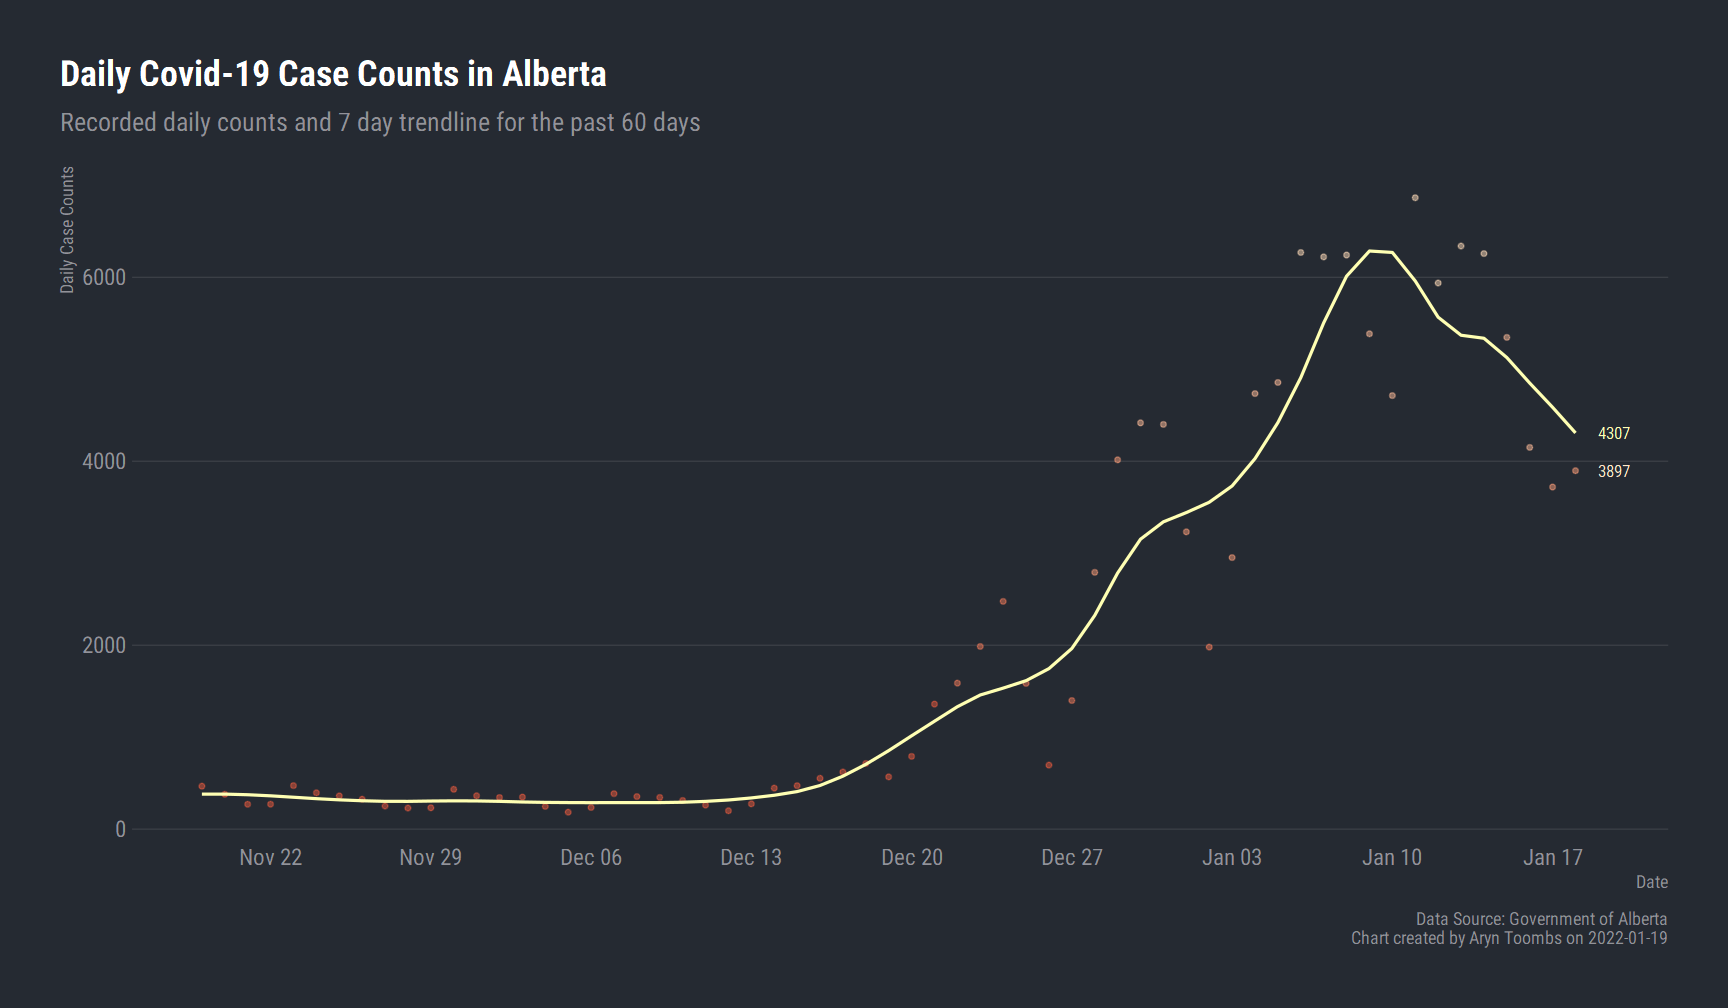 Daily Covid-19 Case Counts in Alberta
Recorded daily counts and 7 day trendline for the past 60 days
Daily Case Counts
6000
4000
2000
0
4307
3897
Nov 22 Nov 29 Dec 06 Dec 13 Dec 20 Dec 27 Jan 03 Jan 10 Jan 17
Date
Data Source: Government of Alberta
Chart created by Aryn Toombs on 2022-01-19